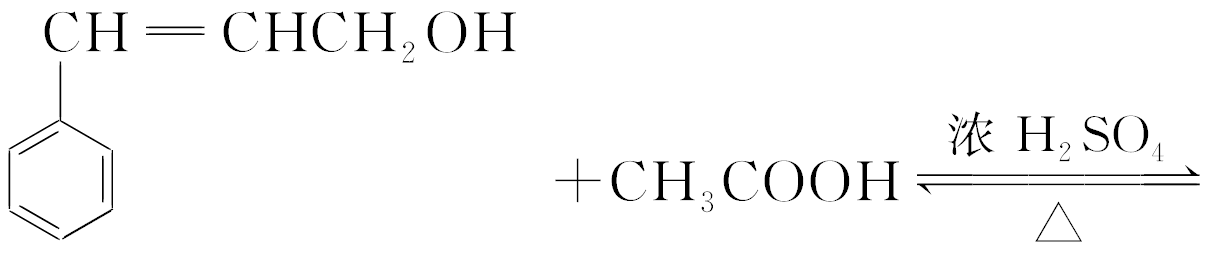 CH═CHCH₂OH
+CH₃COOH 浓 H₂SO₄
△